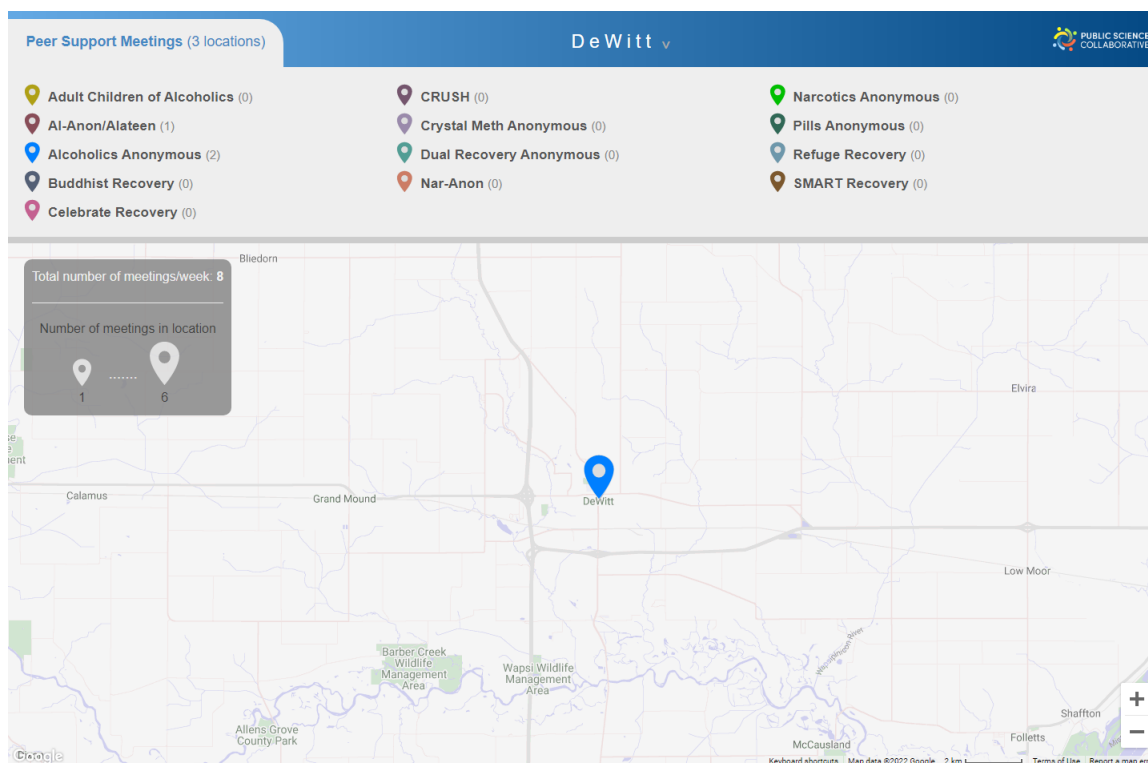 Peer Support Meetings (3 locations)
DeWitt v
PUBLIC SCIENCE
COLLABORATIVE
Adult Children of Alcoholics (0)
Al-Anon/Alateen (1)
Alcoholics Anonymous (2)
Buddhist Recovery (0)
Celebrate Recovery (0)
CRUSH (0)
Crystal Meth Anonymous (0)
Dual Recovery Anonymous (0)
Nar-Anon (0)
Narcotics Anonymous (0)
Pills Anonymous (0)
Refuge Recovery (0)
SMART Recovery (0)
Total number of meetings/week: 8
Number of meetings in location
1 ....... 6
Bliedorn
Elvira
Calamus
Grand Mound
DeWitt
Low Moor
Barber Creek
Wildlife
Management
Area
Wapsi Wildlife
Management
Area
Wapsipinicon River
Allens Grove
County Park
Shaffton
Folletts
McCausland
+
−
Google
Keyboard shortcuts Map data ©2022 Google 2 km Terms of Use Report a map